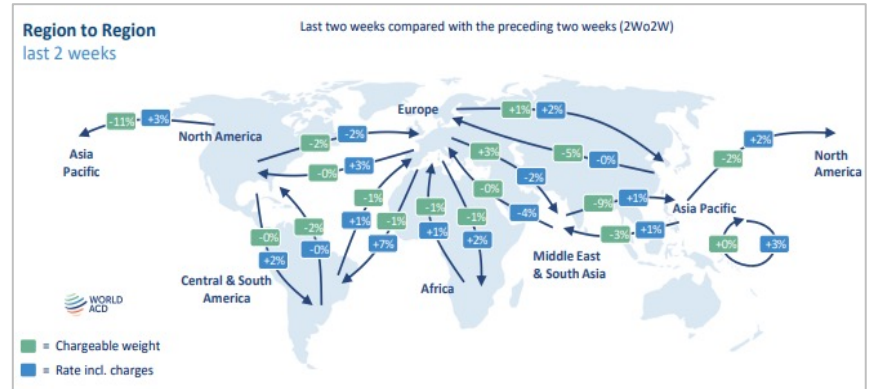 Region to Region
last 2 weeks
Last two weeks compared with the preceding two weeks (2Wo2W)
-11% +3%
North America
Asia
Pacific
Europe
-2% -2%
-0% +3%
+1% +2%
-5% -0%
+3%
-2%
-0%
-4%
-9% +1%
-3% +1%
-2%
+2%
North
America
Asia Pacific
+0% +3%
Middle East
& South Asia
-1%
+1%
-1%
+7%
-1%
+1%
-1%
+2%
Africa
-0%
+2%
-2%
-0%
Central & South
America
WORLD
ACD
= Chargeable weight
= Rate incl. charges